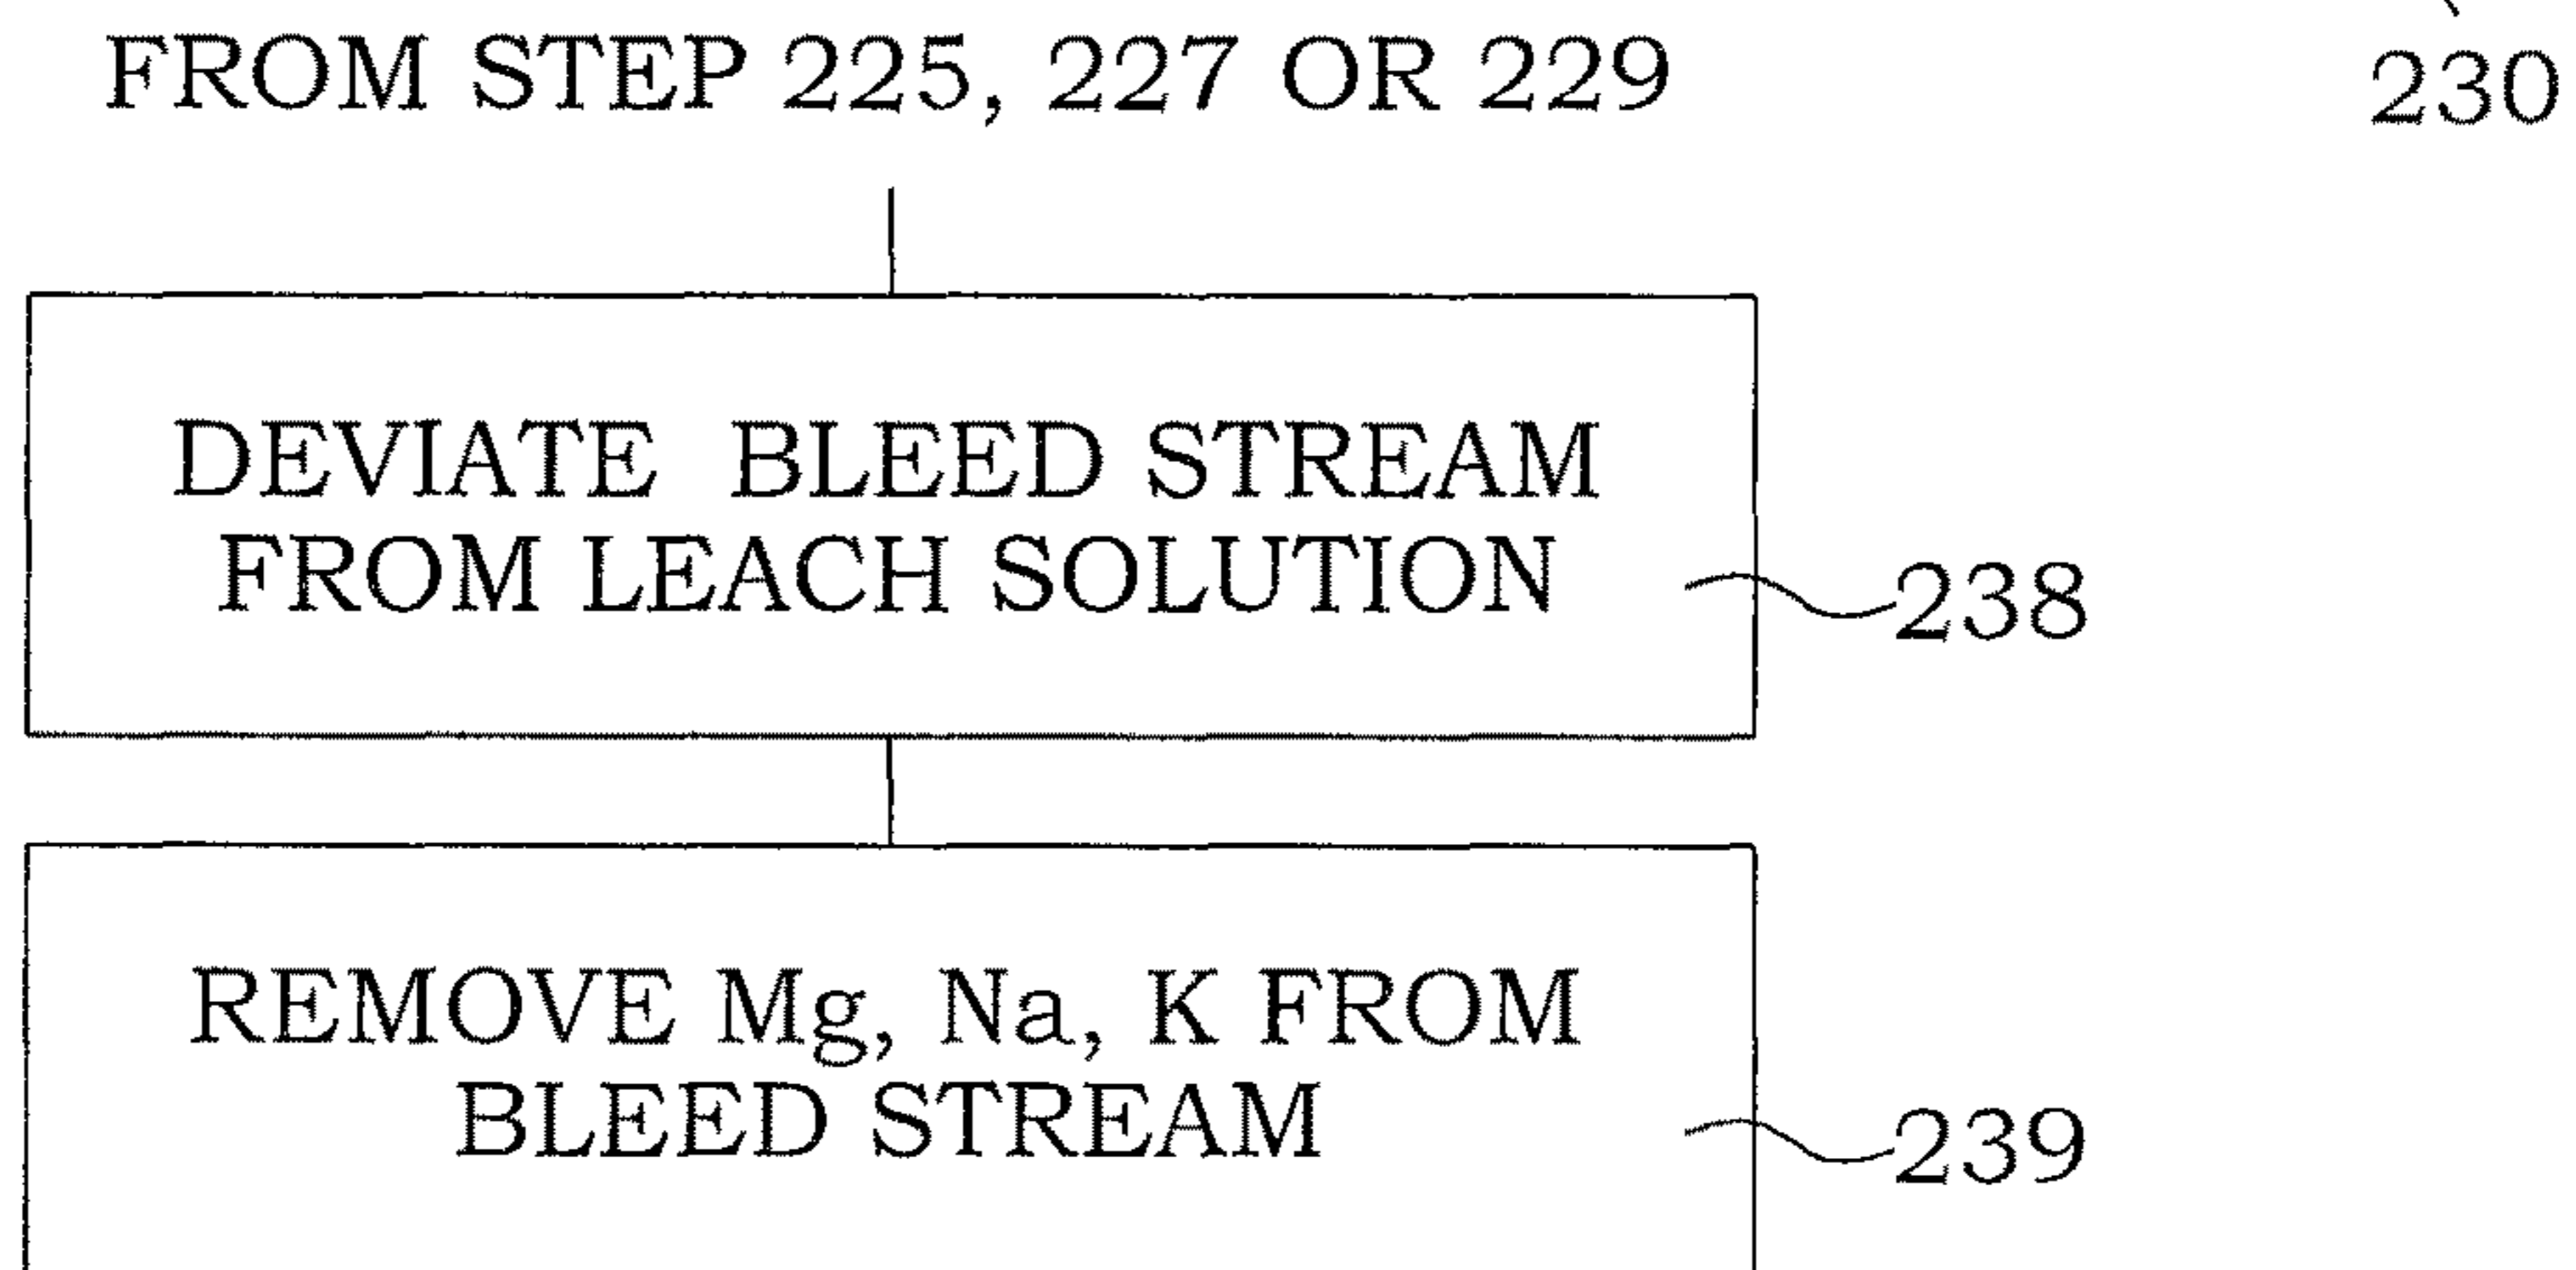 FROM STEP 225, 227 OR 229
230
DEVIATE BLEED STREAM
FROM LEACH SOLUTION
238
REMOVE Mg, Na, K FROM
BLEED STREAM
239